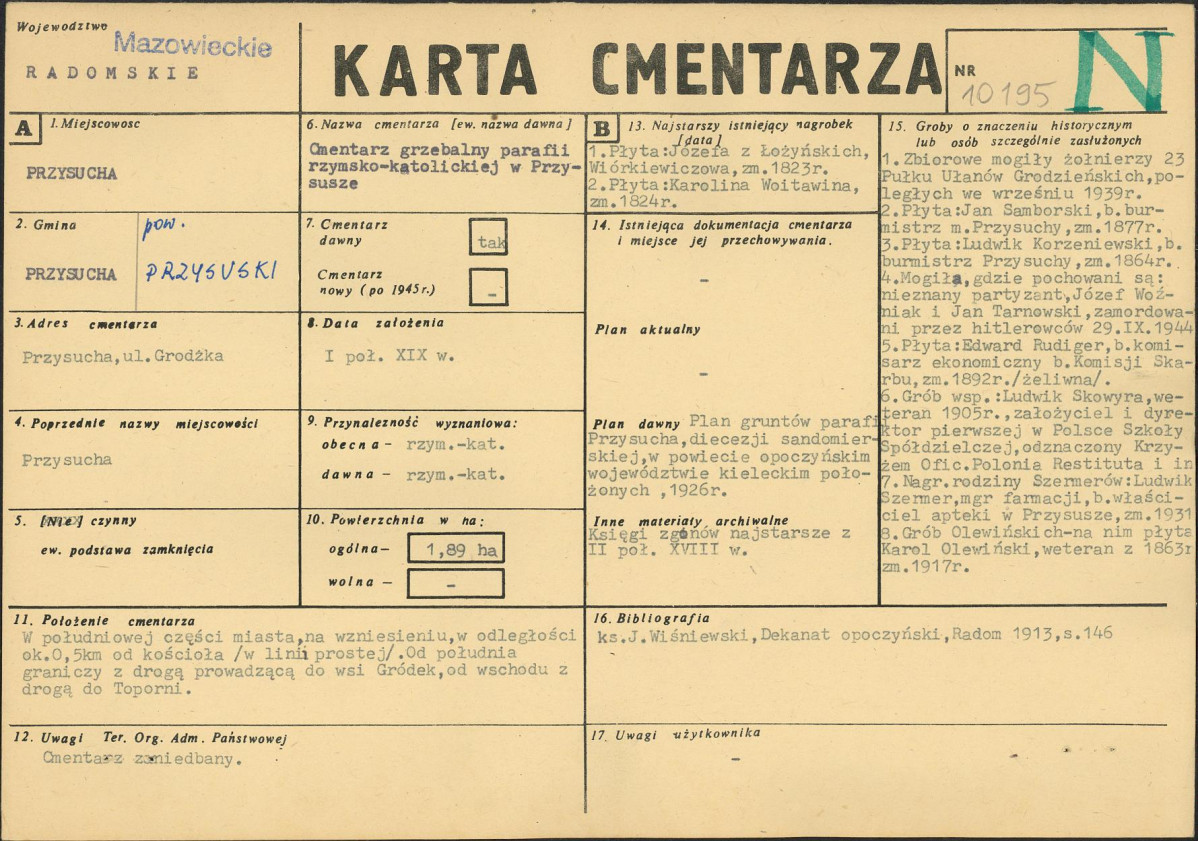 Województwo
Mazowieckie
RADOMSKIE
KARTA CMENTARZA
NR
10195
N
A
1. Miejscowosc
PRZYSUCHA
2. Gmina
pow.
PRZYSUCHA
PRZYSUSKI
3. Adres cmentarza
Przysucha,ul.Grodżka
4. Poprzednie nazwy miejscowości
Przysucha
5. [Nie] czynny
ew. podstawa zamknięcia
6. Nazwa cmentarza [ew. nazwa dawna]
Cmentarz grzebalny parafii
rzymsko-katolickiej w Przy-
susze
7. Cmentarz
dawny
tak
Cmentarz
nowy (po 1945 r.)
-
8. Data założenia
I poł. XIX w.
9. Przynależność wyznaniowa:
obecna – rzym.-kat.
dawna – rzym.-kat.
10. Powierzchnia w ha:
ogólna – 1,89 ha
wolna – -
11. Położenie cmentarza
W południowej części miasta,na wzniesieniu,w odległości
ok.0,5km od kościoła /w linii prostej/.Od południa
graniczy z drogą prowadzącą do wsi Gródek,od wschodu z
drogą do Toporni.
12. Uwagi Ter. Org. Adm. Państwowej
Cmentarz zaniedbany.
B
13. Najstarszy istniejący nagrobek
[data]
1.Płyta:Józefa z Łożyńskich,
Wiórkiewiczowa,zm.1823r.
2.Płyta:Karolina Woitawina,
zm.1824r.
14. Istniejąca dokumentacja cmentarza
i miejsce jej przechowywania.
-
Plan aktualny
-
Plan dawny Plan gruntów parafii
Przysucha,diecezji sandomier-
skiej,w powiecie opoczyńskim
województwie kieleckim poło-
żonych ,1926r.
Inne materiały archiwalne
Księgi zgonów najstarsze z
II poł. XVIII w.
15. Groby o znaczeniu historycznym
lub osób szczególnie zasłużonych
1.Zbiorowe mogiły żołnierzy 23
Pułku Ułanów Grodzieńskich,po-
ległych we wrześniu 1939r.
2.Płyta:Jan Samborski,b.bur-
mistrz m.Przysuchy,zm.1877r.
3.Płyta:Ludwik Korzeniewski,b.
burmistrz Przysuchy,zm.1864r.
4.Mogiła,gdzie pochowani są:
nieznany partyzant,Józef Woź-
niak i Jan Tarnowski,zamordowa-
ni przez hitlerowców 29.IX.1944
5.Płyta:Edward Rudiger,b.komi-
sarz ekonomiczny b.Komisji Ska-
rbu,zm.1892r./żeliwna/.
6.Grób wsp.:Ludwik Skowyra,we-
teran 1905r.,założyciel i dyre-
ktor pierwszej w Polsce Szkoły
Spółdzielczej,odznaczony Krzy-
żem Ofic.Polonia Restituta i in
7.Nagr.rodziny Szermerów:Ludwik
Szermer,mgr farmacji,b.właści-
ciel apteki w Przysusze,zm.1931
8.Grób Olewińskich-na nim płyta
Karol Olewiński,weteran z 1863r
zm.1917r.
16. Bibliografia
ks.J.Wiśniewski,Dekanat opoczyński,Radom 1913,s.146
17. Uwagi użytkownika
-